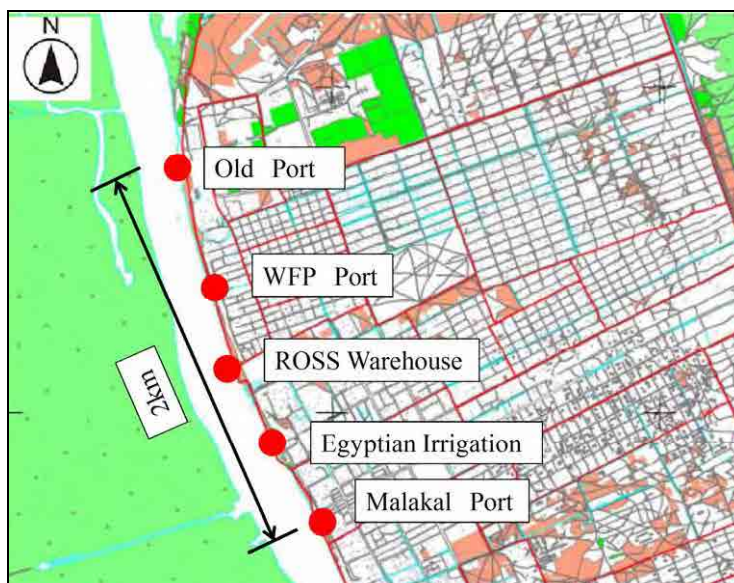 N
Old Port
WFP Port
ROSS Warehouse
2km
Egyptian Irrigation
Malakal Port